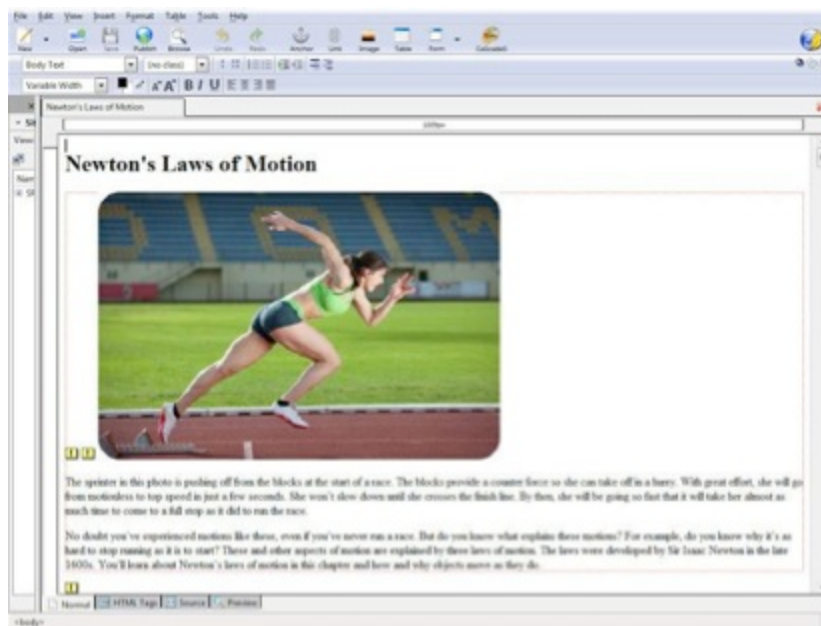 File Edit View Insert Format Table Tools Help
New Open Save Publish Browse Undo Redo Anchor Link Image Table Form
Body Text (no class)
Variable Width B I U
Newton's Laws of Motion
Newton's Laws of Motion
D D M
The sprinter in this photo is pushing off from the blocks at the start of a race. The blocks provide a counter force so she can take off in a hurry. With great effort, she will go
from motionless to top speed in just a few seconds. She won't slow down until she crosses the finish line. By then, she will be going so fast that it will take her almost as
much time to come to a full stop as it did to run the race.
No doubt you've experienced motions like these, even if you've never run a race. But do you know what explains these motions? For example, do you know why it's as
hard to stop running as it is to start? These and other aspects of motion are explained by three laws of motion. The laws were developed by Sir Isaac Newton in the late
1600s. You'll learn about Newton's laws of motion in this chapter and how and why objects move as they do.
Normal HTML Tags Source Preview
<body>